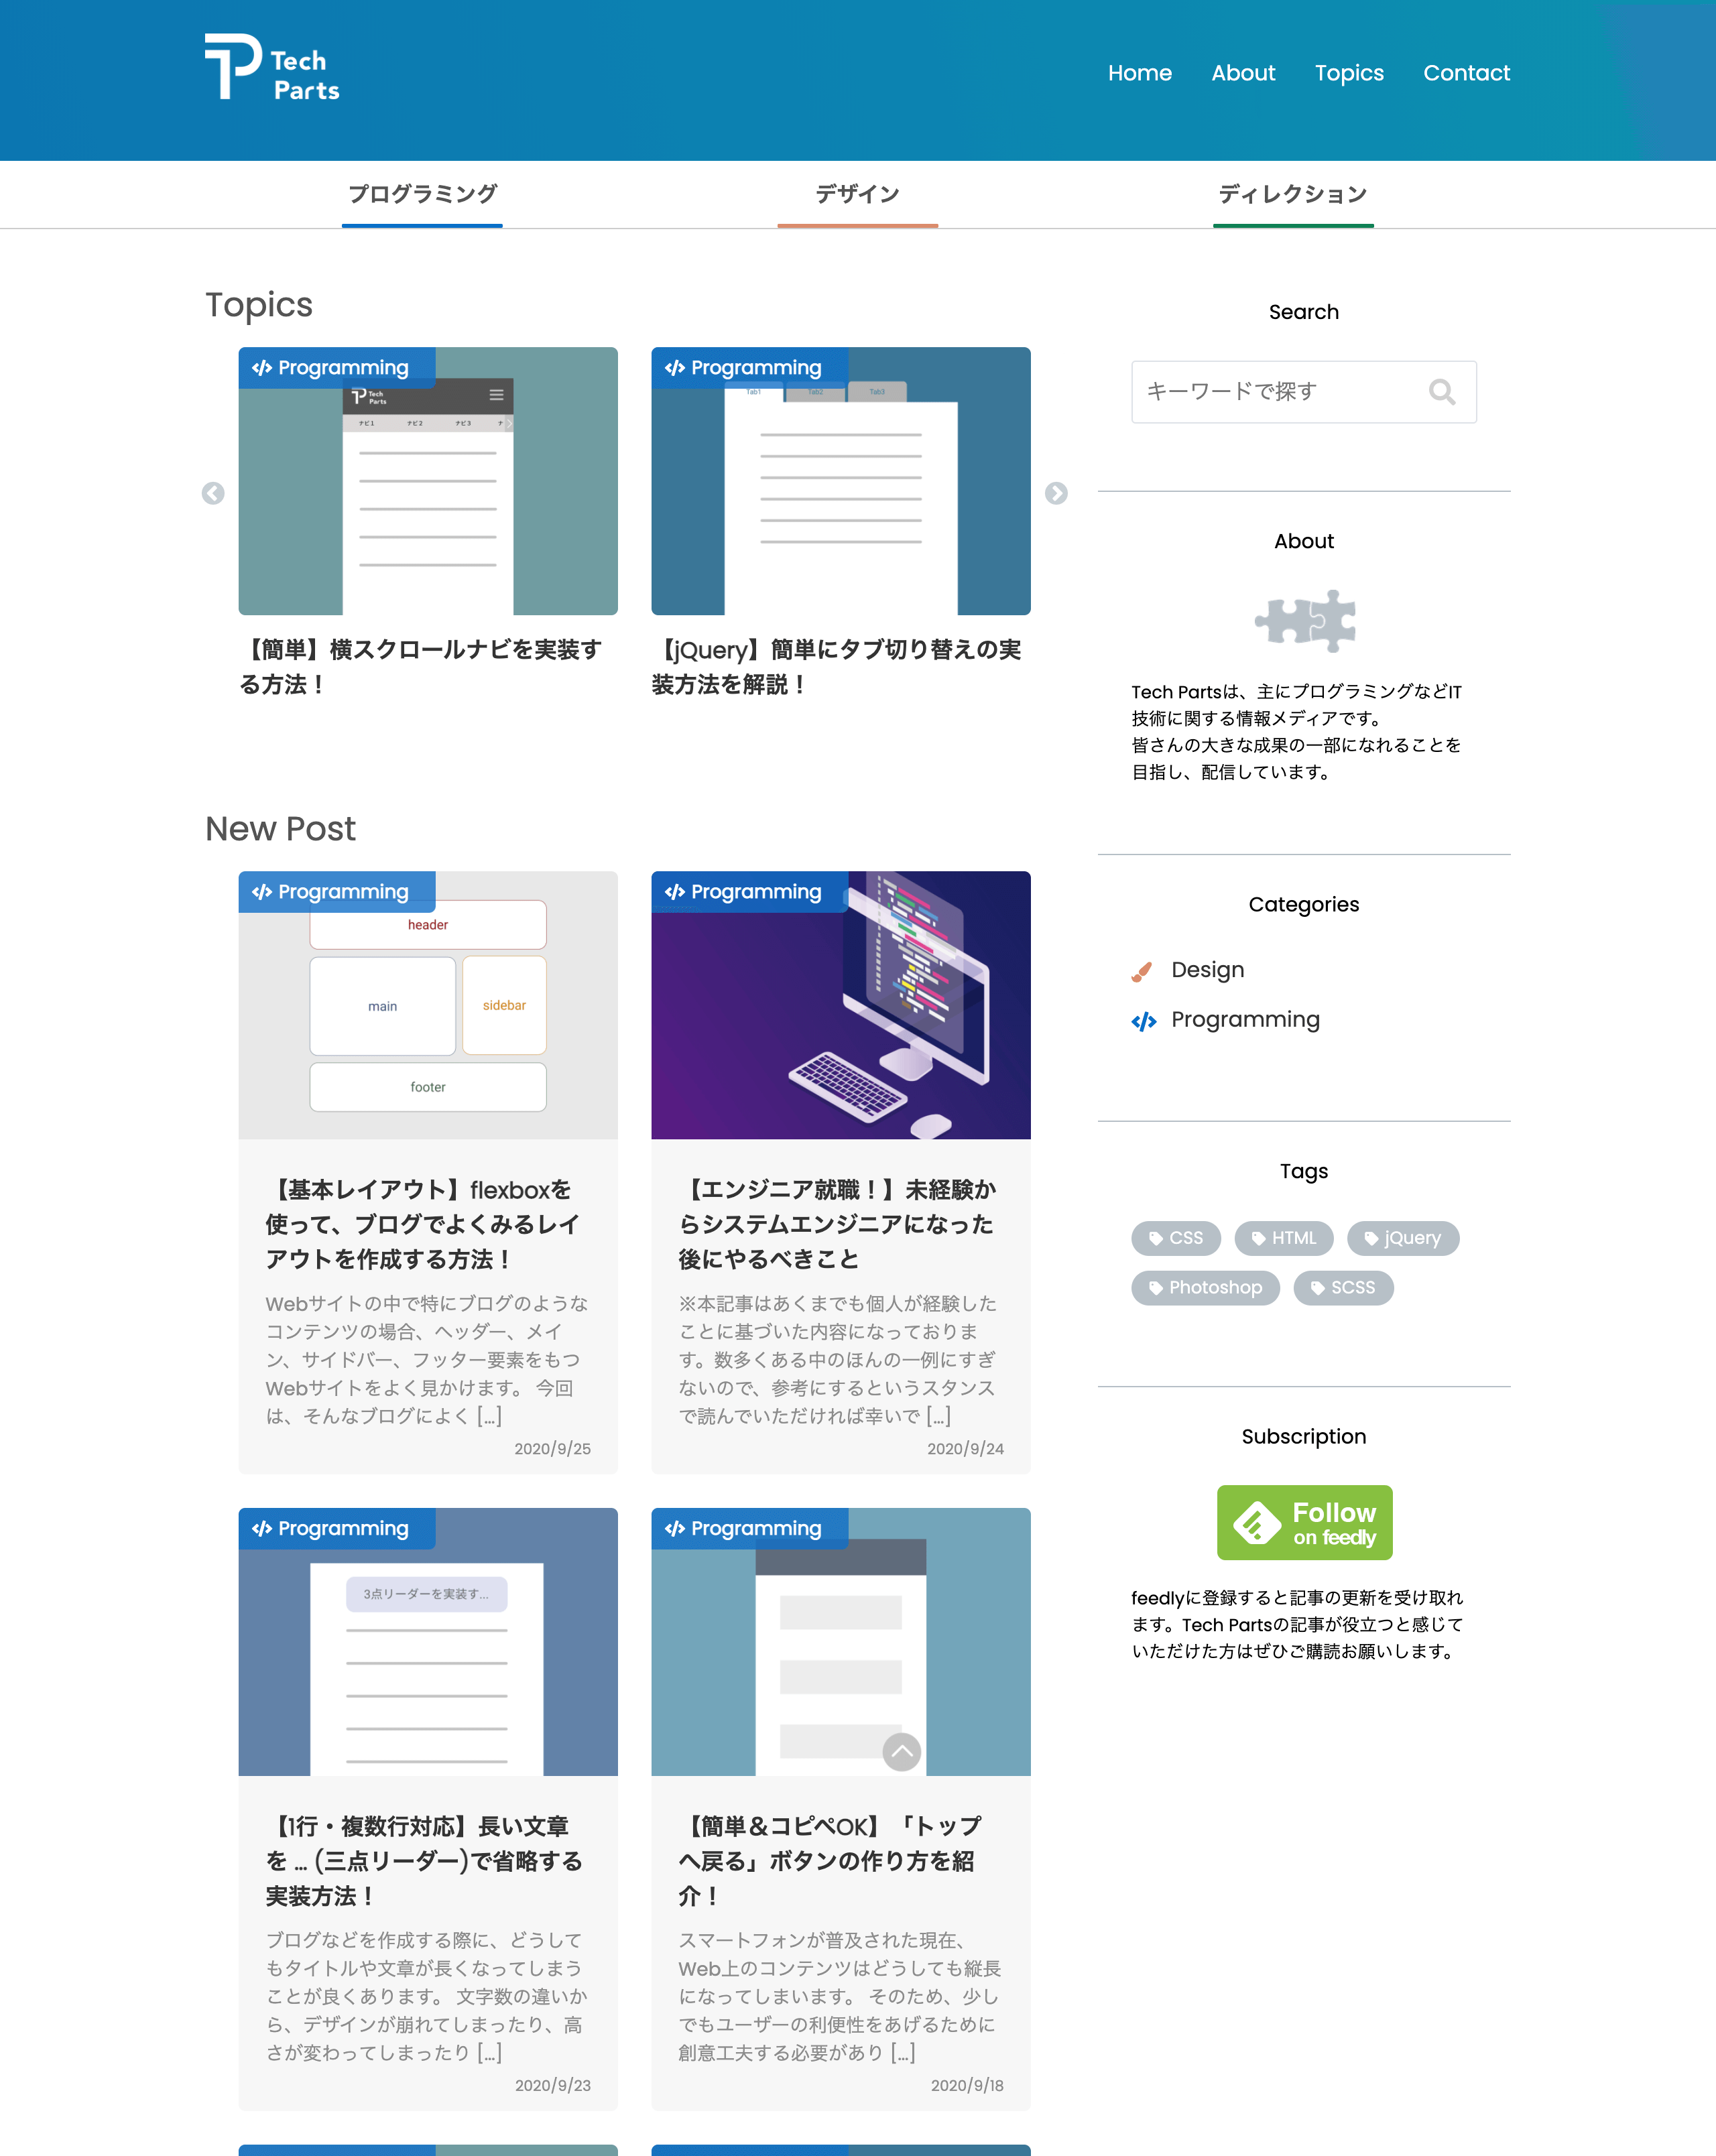 Tech
Parts
Home About Topics Contact
プログラミング デザイン ディレクション
Topics
Programming
Tech
Parts
ナビ1 ナビ2 ナビ3 ナ
【簡単】横スクロールナビを実装す
る方法！
Programming
Tab1 Tab2 Tab3
【jQuery】簡単にタブ切り替えの実
装方法を解説！
New Post
Programming
header
main
sidebar
footer
【基本レイアウト】flexboxを
使って、ブログでよくみるレイ
アウトを作成する方法！
Webサイトの中で特にブログのような
コンテンツの場合、ヘッダー、メイ
ン、サイドバー、フッター要素をもつ
Webサイトをよく見かけます。 今回
は、そんなブログによく [...]
2020/9/25
Programming
【エンジニア就職！】未経験か
らシステムエンジニアになった
後にやるべきこと
※本記事はあくまでも個人が経験した
ことに基づいた内容になっておりま
す。数多くある中のほんの一例にすぎ
ないので、参考にするというスタンス
で読んでいただければ幸いで [...]
2020/9/24
Programming
3点リーダーを実装す...
【1行・複数行対応】長い文章
を ... (三点リーダー)で省略する
実装方法！
ブログなどを作成する際に、どうして
もタイトルや文章が長くなってしまう
ことが良くあります。 文字数の違いか
ら、デザインが崩れてしまったり、高
さが変わってしまったり [...]
2020/9/23
Programming
【簡単＆コピペOK】「トップ
へ戻る」ボタンの作り方を紹
介！
スマートフォンが普及された現在、
Web上のコンテンツはどうしても縦長
になってしまいます。 そのため、少し
でもユーザーの利便性をあげるために
創意工夫する必要があり [...]
2020/9/18
Search
キーワードで探す
About
Tech Partsは、主にプログラミングなどIT
技術に関する情報メディアです。
皆さんの大きな成果の一部になれることを
目指し、配信しています。
Categories
Design
Programming
Tags
CSS HTML jQuery
Photoshop SCSS
Subscription
Follow
on feedly
feedlyに登録すると記事の更新を受け取れ
ます。Tech Partsの記事が役立つと感じて
いただけた方はぜひご購読お願いします。